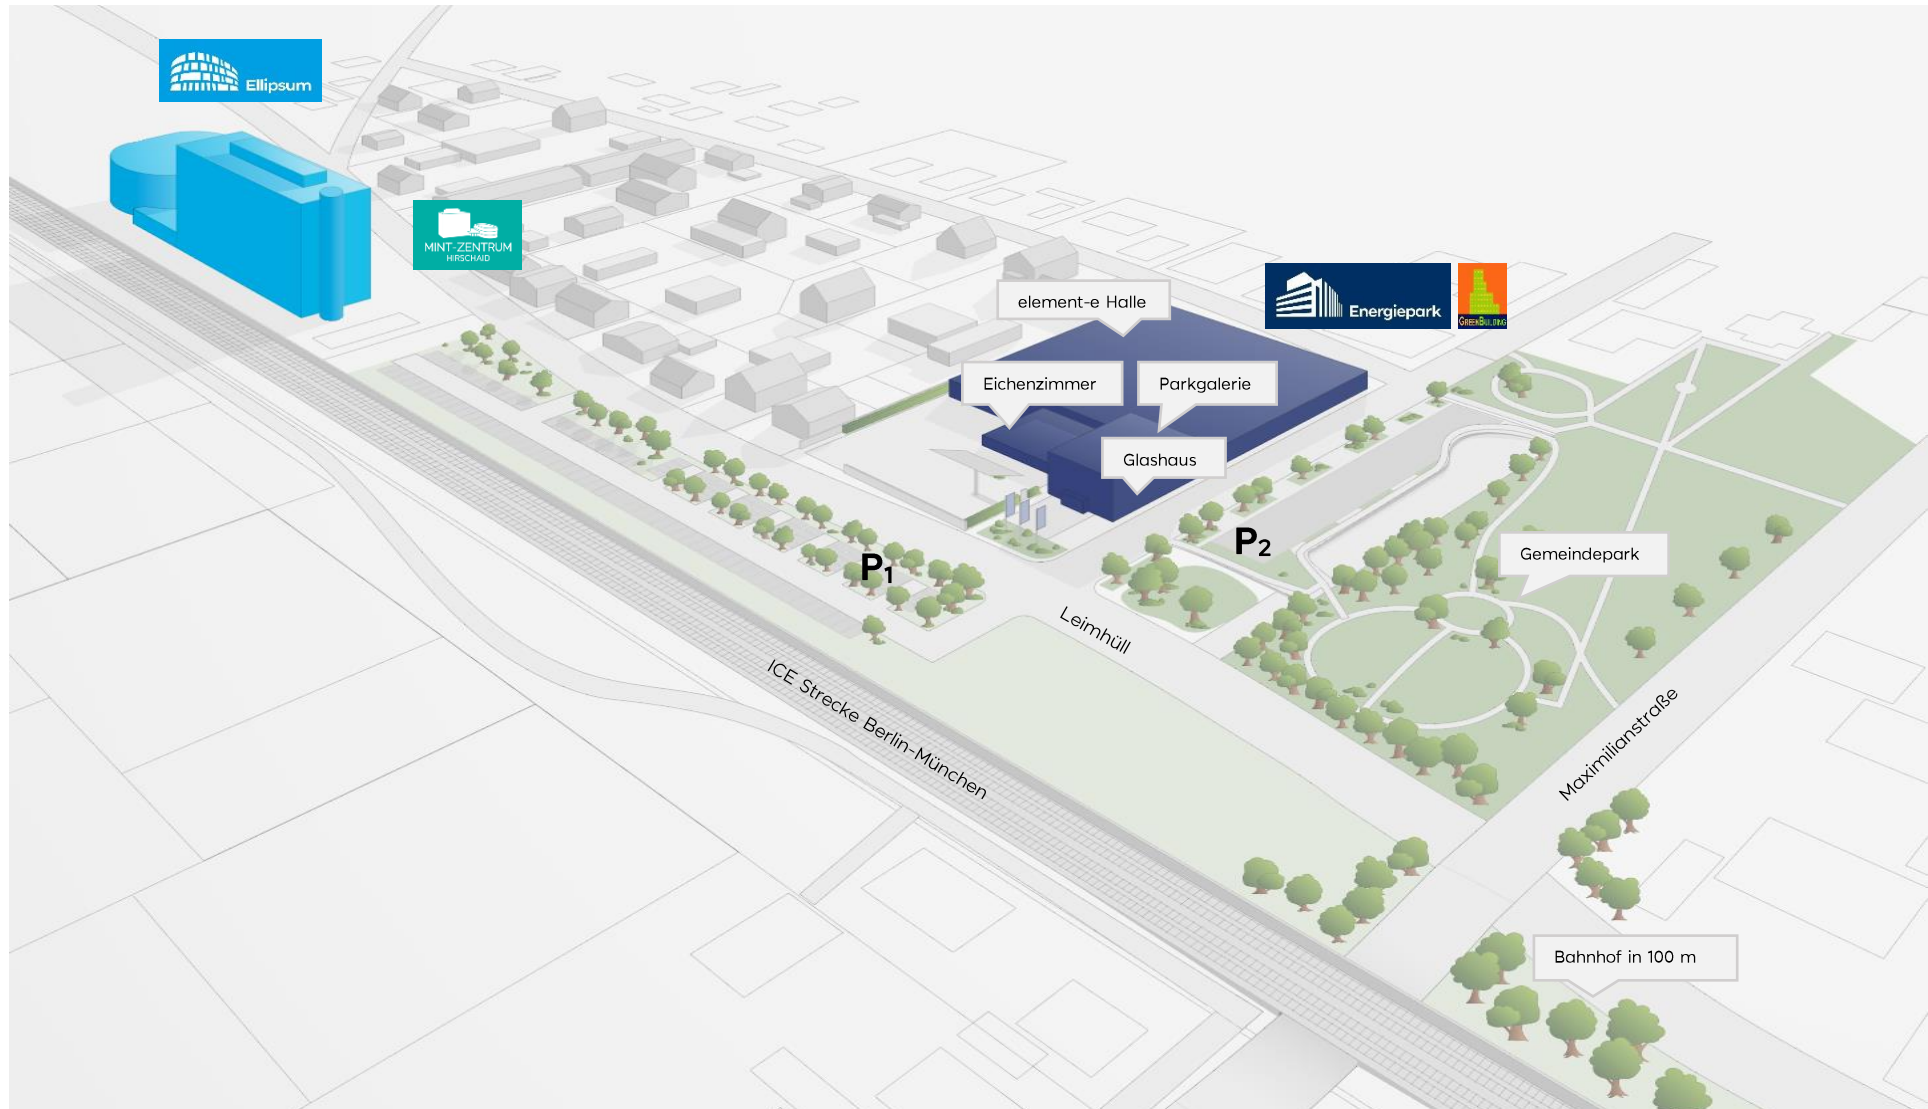 Ellipsum
MINT-ZENTRUM
HIRSCHAID
element-e Halle
Energiepark
GREENBUILDING
Eichenzimmer
Parkgalerie
Glashaus
P2
P1
Gemeindepark
Leimhüll
ICE Strecke Berlin-München
Maximilianstraße
Bahnhof in 100 m